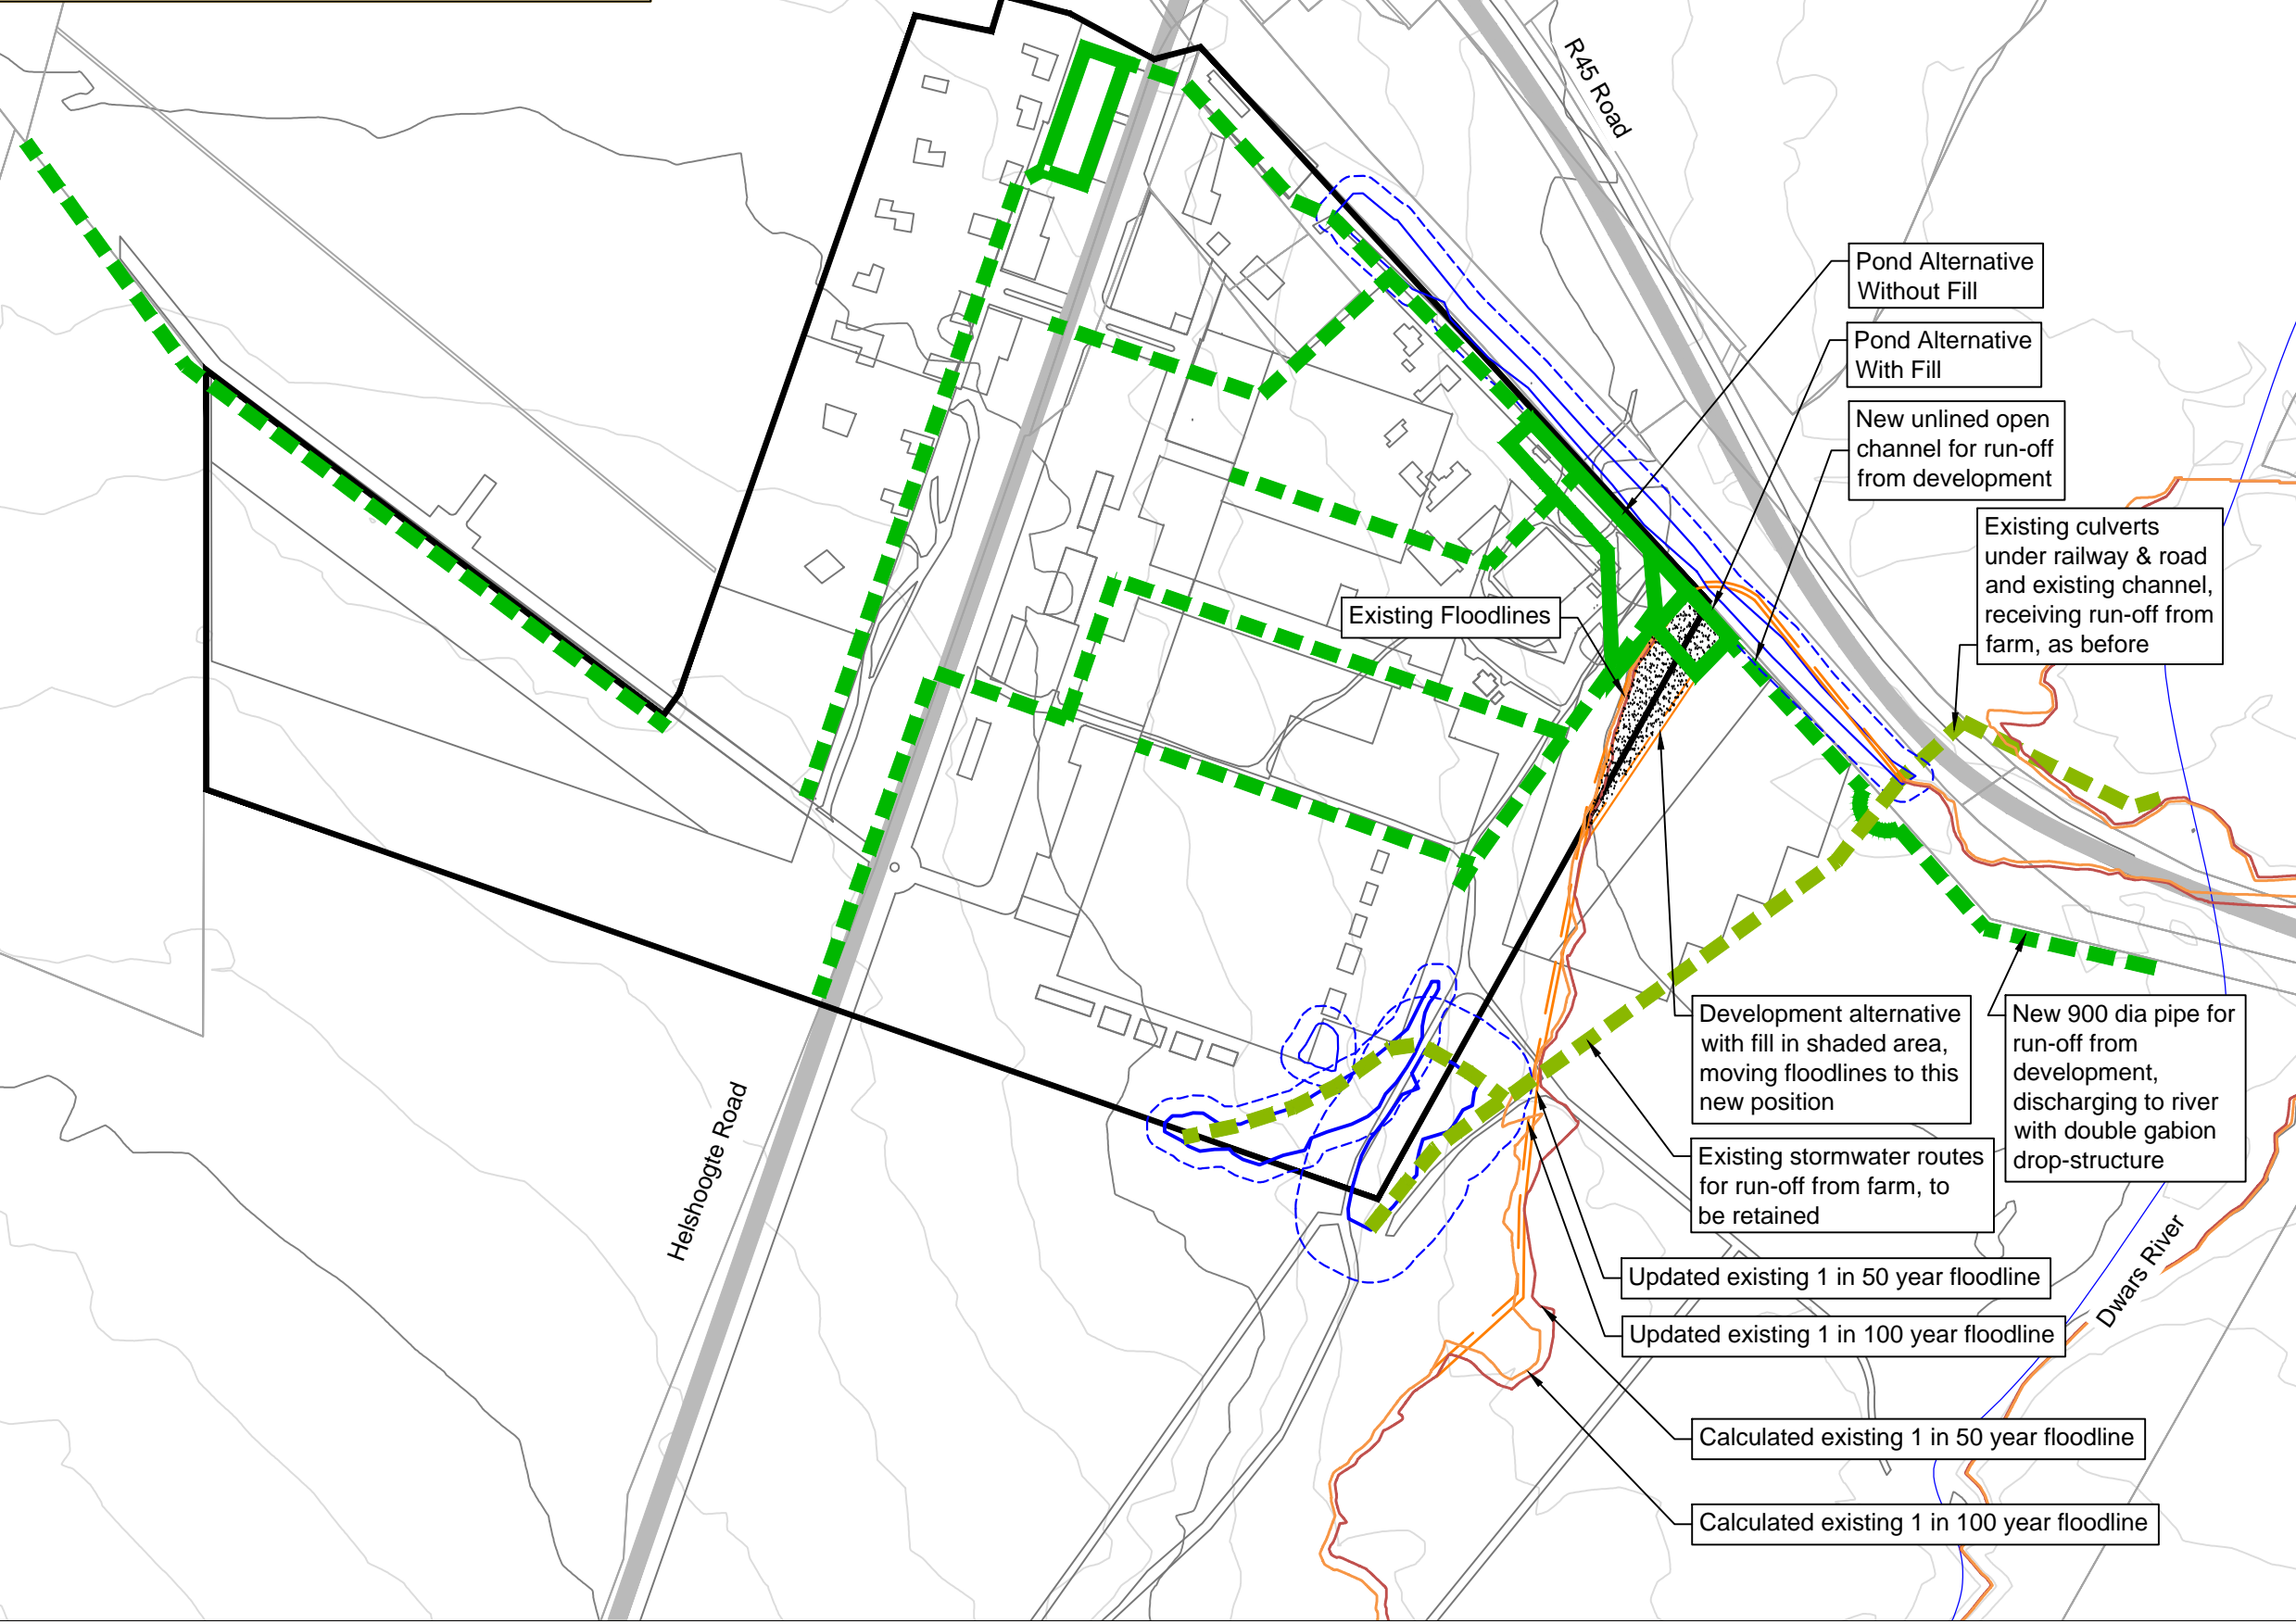 R45 Road
Pond Alternative
Without Fill
Pond Alternative
With Fill
New unlined open
channel for run-off
from development
Existing culverts
under railway & road
and existing channel,
receiving run-off from
farm, as before
Existing Floodlines
Development alternative
with fill in shaded area,
moving floodlines to this
new position
New 900 dia pipe for
run-off from
development,
discharging to river
with double gabion
drop-structure
Existing stormwater routes
for run-off from farm, to
be retained
Helshoogte Road
Dwars River
Updated existing 1 in 50 year floodline
Updated existing 1 in 100 year floodline
Calculated existing 1 in 50 year floodline
Calculated existing 1 in 100 year floodline